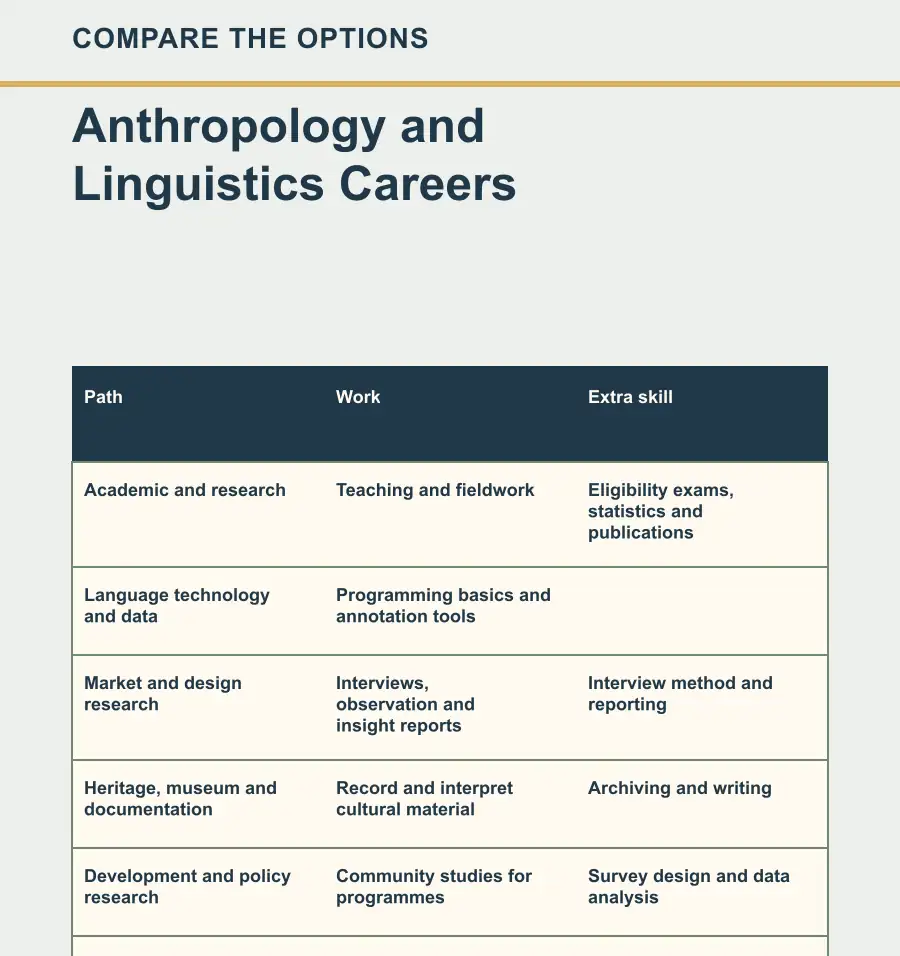 COMPARE THE OPTIONS
Anthropology and
Linguistics Careers
Path Work Extra skill
Academic and research Teaching and fieldwork Eligibility exams,
statistics and
publications
Language technology
and data
Programming basics and
annotation tools
Market and design
research
Interviews,
observation and
insight reports
Interview method and
reporting
Heritage, museum and
documentation
Record and interpret
cultural material
Archiving and writing
Development and policy
research
Community studies for
programmes
Survey design and data
analysis